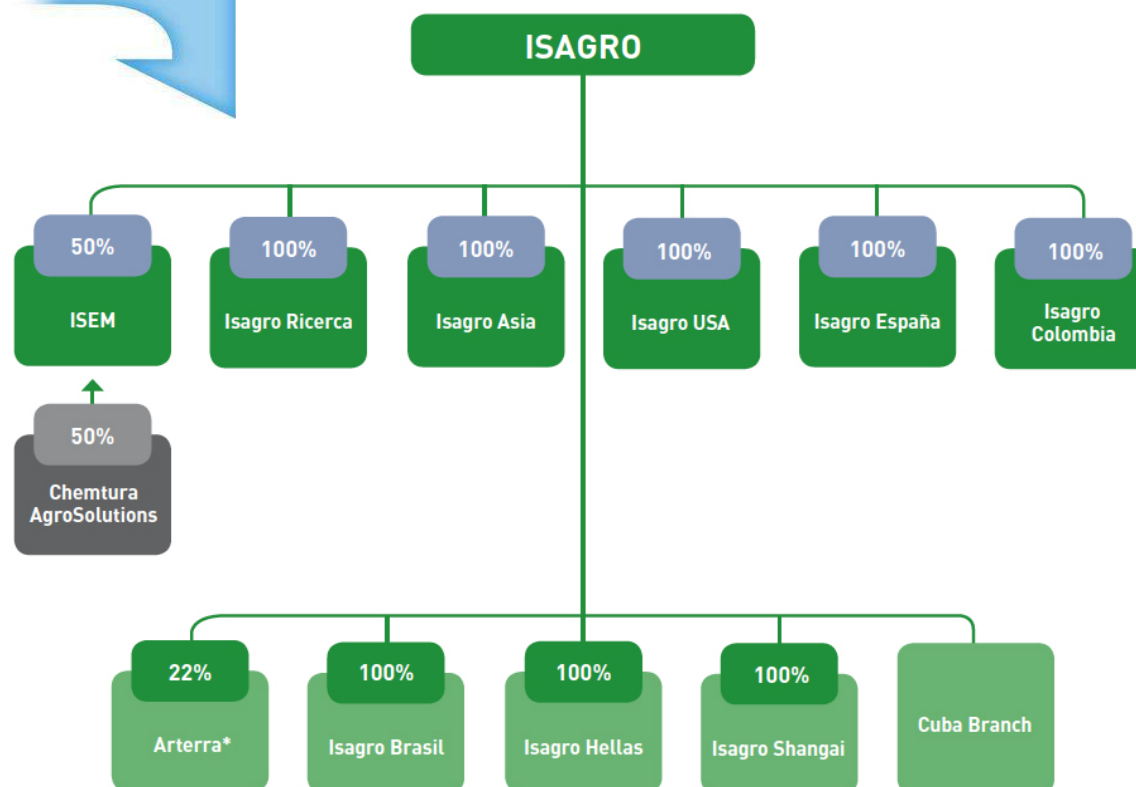 ISAGRO
50%
100%
100%
100%
100%
100%
ISEM
Isagro Ricerca
Isagro Asia
Isagro USA
Isagro España
Isagro
Colombia
50%
Chemtura
AgroSolutions
22%
100%
100%
100%
Arterra*
Isagro Brasil
Isagro Hellas
Isagro Shangai
Cuba Branch